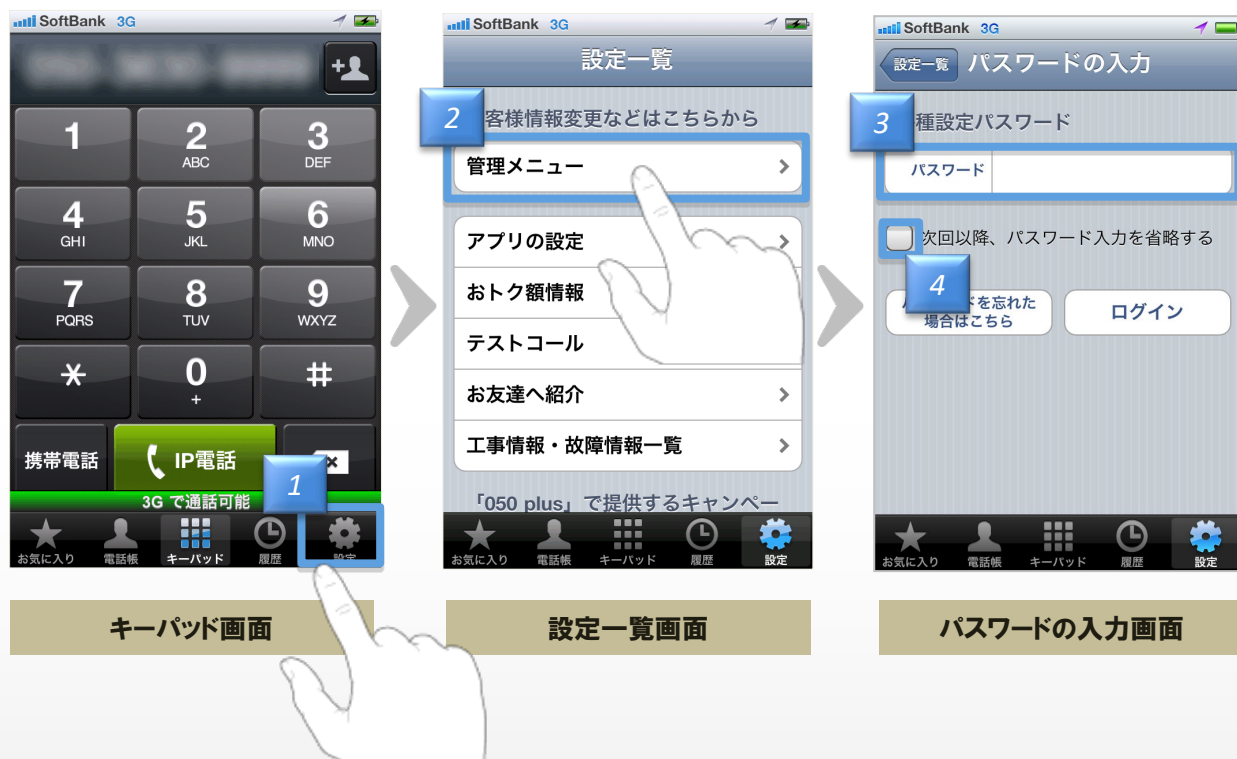 SoftBank 3G
1
2
ABC
3
DEF
4
GHI
5
JKL
6
MNO
7
PQRS
8
TUV
9
WXYZ
0
+
#
携帯電話
IP電話
3G で通話可能
1
お気に入り
電話帳
キーパッド
履歴
設定
キーパッド画面
SoftBank 3G
設定一覧
2
客様情報変更などはこちらから
管理メニュー
アプリの設定
おトク額情報
テストコール
お友達へ紹介
工事情報・故障情報一覧
「050 plus」で提供するキャンペー
お気に入り
電話帳
キーパッド
履歴
設定
設定一覧画面
SoftBank 3G
設定一覧
パスワードの入力
3
種設定パスワード
パスワード
次回以降、パスワード入力を省略する
4
ドを忘れた
場合はこちら
ログイン
お気に入り
電話帳
キーパッド
履歴
設定
パスワードの入力画面